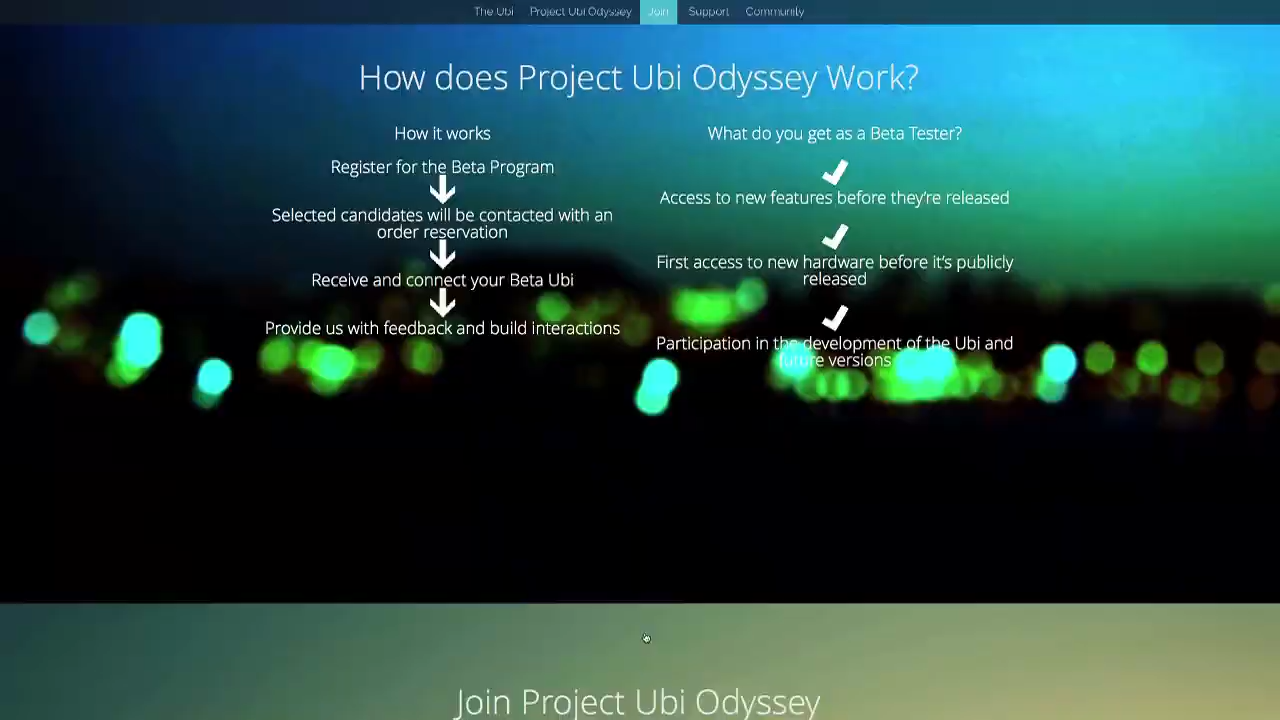 The Ubi Project Ubi Odyssey Join Support Community
How does Project Ubi Odyssey Work?
How it works
Register for the Beta Program
Selected candidates will be contacted with an
order reservation
Receive and connect your Beta Ubi
Provide us with feedback and build interactions
What do you get as a Beta Tester?
Access to new features before they're released
First access to new hardware before it's publicly
released
Participation in the development of the Ubi and
future versions
Join Project Ubi Odyssey